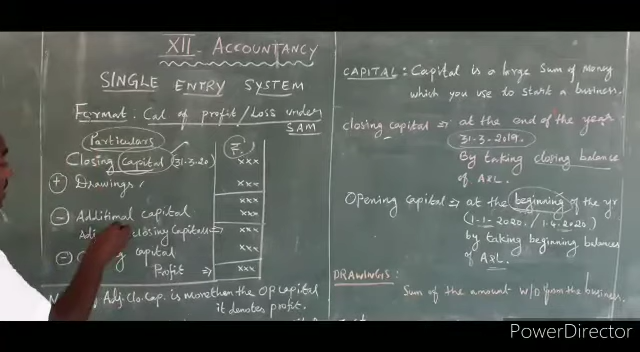 XII - ACCOUNTANCY
SINGLE ENTRY SYSTEM
Format: Cal of profit/Loss under
SAM
Particulars
₹
Closing Capital (31-3-20) xxx
+ Drawings xxx
- Additional capital xxx
closing capital ⇒ xxx
- capital xxx
Profit ⇒ xxx
Adj. clo. cap. is more then the OP capital
it denotes profit.
CAPITAL: Capital is a large sum of money
which you use to start a business.
closing capital ⇒ at the end of the year
31-3-2019.
By taking closing balance
of A&L.
Opening capital ⇒ at the beginning of the yr
(1-1-2020 / 1-4-2020)
by taking beginning balances
of A&L.
DRAWINGS:
Sum of the amount W/D from the business.
PowerDirector